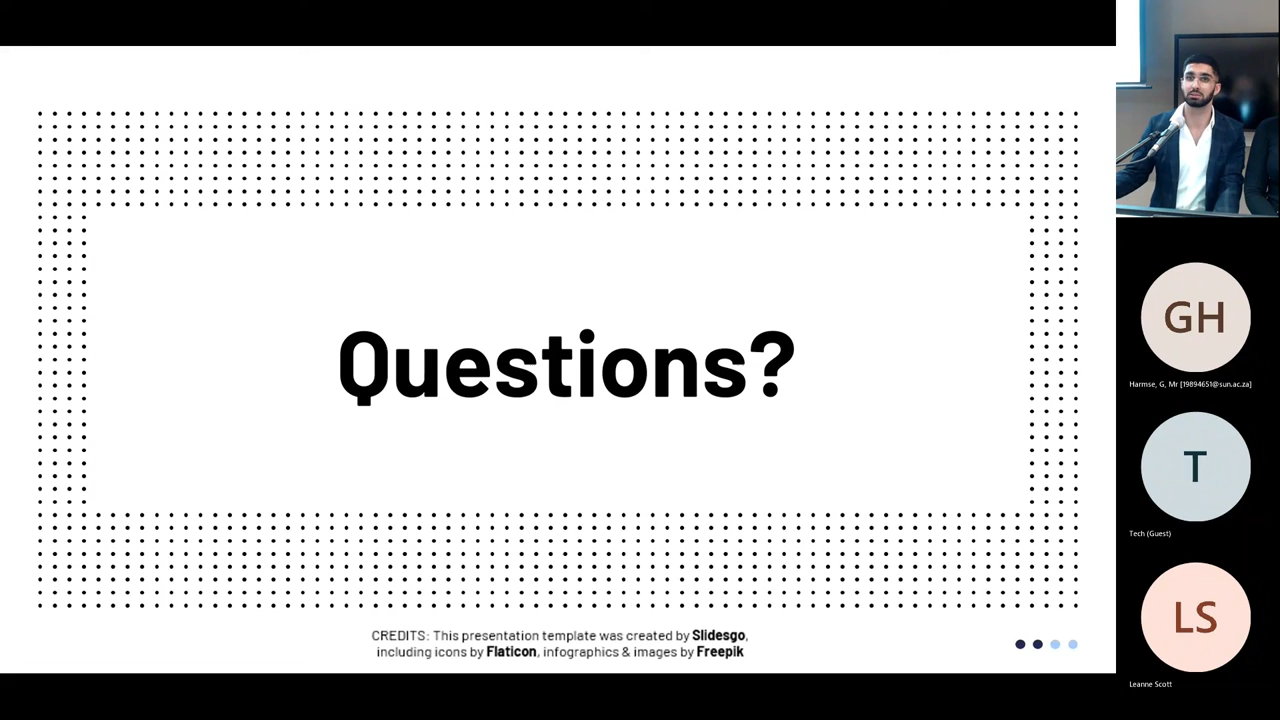 Questions?
CREDITS: This presentation template was created by Slidesgo,
including icons by Flaticon, infographics & images by Freepik
GH
Harmse, G, Mr [19894651@sun.ac.za]
T
Tech (Guest)
LS
Leanne Scott